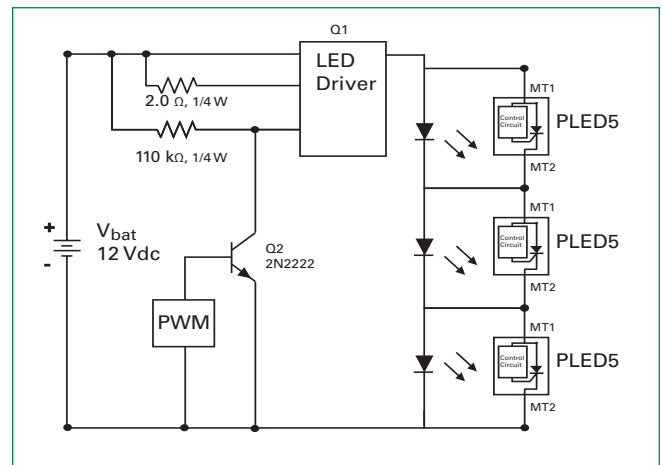 Q1
LED
Driver
2.0 Ω, 1/4 W
110 kΩ, 1/4 W
+
Vbat
12 Vdc
-
Q2
2N2222
PWM
MT1
Control
Circuit
PLED5
MT2
MT1
Control
Circuit
PLED5
MT2
MT1
Control
Circuit
PLED5
MT2